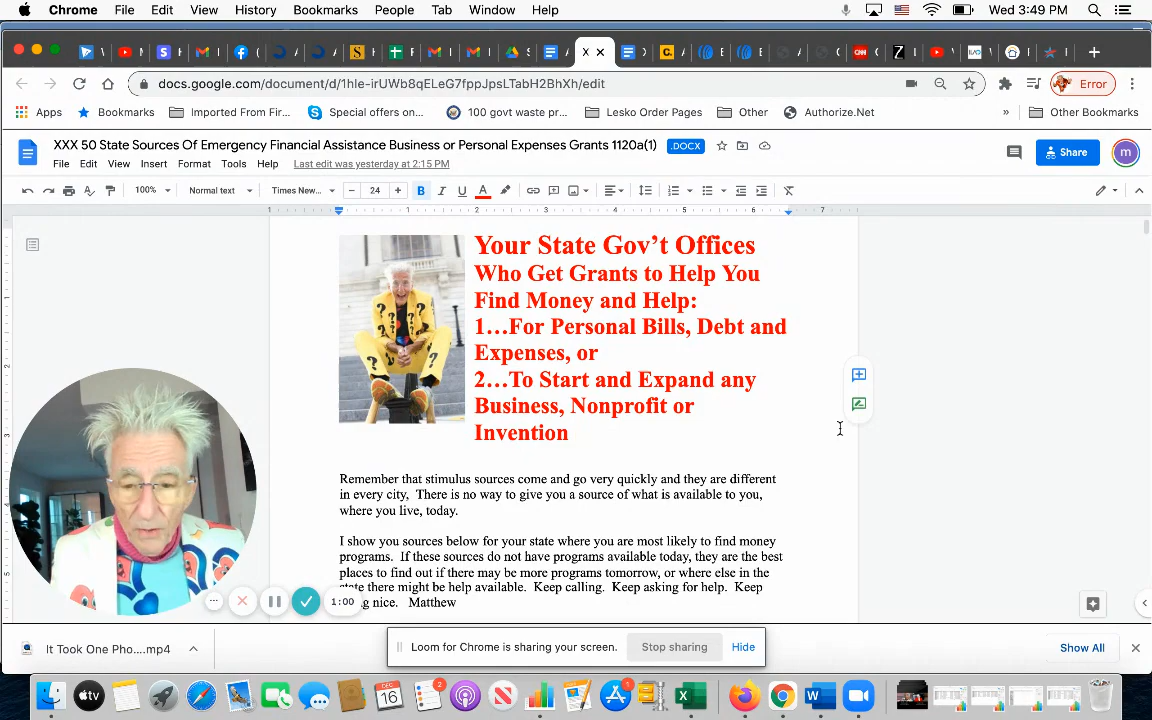 Chrome File Edit View History Bookmarks People Tab Window Help Wed 3:49 PM
docs.google.com/document/d/1hle-irUWb8qELeG7fppJpsLTabH2BhXh/edit Error
Apps Bookmarks Imported From Fir... Special offers on... 100 govt waste pr... Lesko Order Pages Other Authorize.Net » Other Bookmarks
XXX 50 State Sources Of Emergency Financial Assistance Business or Personal Expenses Grants 1120a(1) .DOCX
Share
File Edit View Insert Format Tools Help Last edit was yesterday at 2:15 PM
100% Normal text Times New... 24 B I U A
1 1 2 3 4 5 6 7
Your State Gov’t Offices
Who Get Grants to Help You
Find Money and Help:
1…For Personal Bills, Debt and
Expenses, or
2…To Start and Expand any
Business, Nonprofit or
Invention
Remember that stimulus sources come and go very quickly and they are different
in every city, There is no way to give you a source of what is available to you,
where you live, today.
I show you sources below for your state where you are most likely to find money
programs. If these sources do not have programs available today, they are the best
places to find out if there may be more programs tomorrow, or where else in the
state there might be help available. Keep calling. Keep asking for help. Keep
g nice. Matthew
1:00
It Took One Pho....mp4
Loom for Chrome is sharing your screen. Stop sharing Hide
Show All
DEC
16